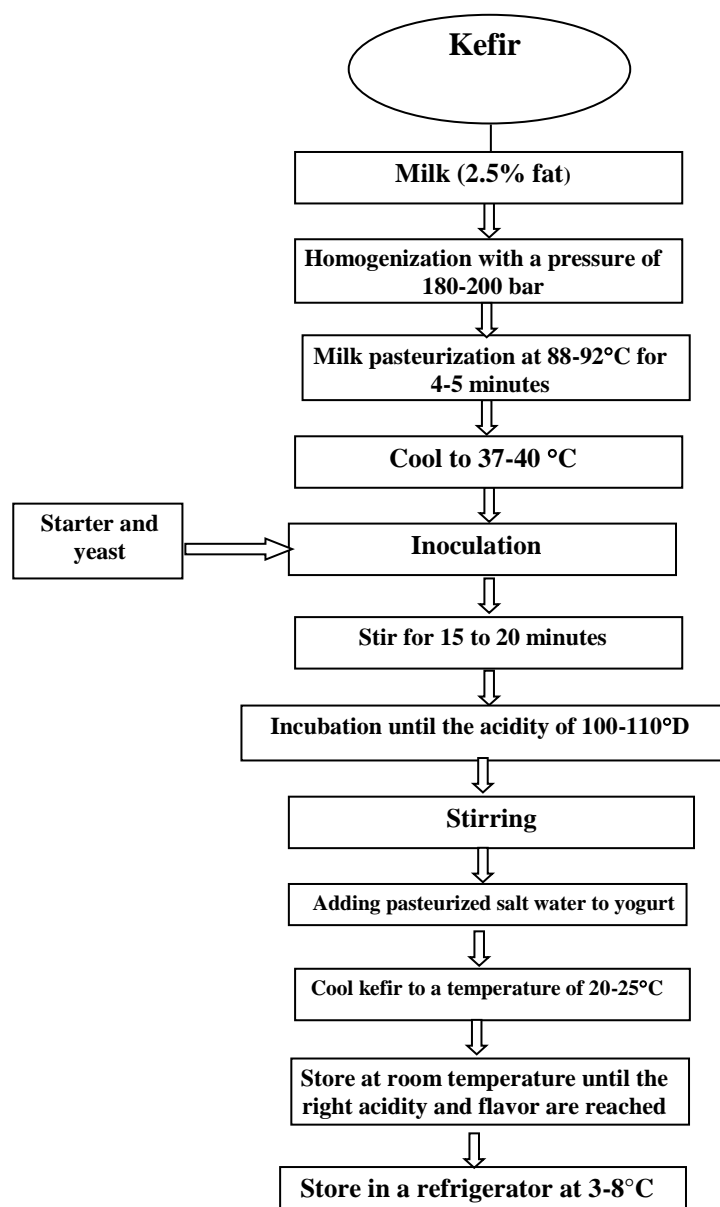 Kefir
Milk (2.5% fat)
Homogenization with a pressure of
180-200 bar
Milk pasteurization at 88-92°C for
4-5 minutes
Cool to 37-40 °C
Starter and
yeast
Inoculation
Stir for 15 to 20 minutes
Incubation until the acidity of 100-110°D
Stirring
Adding pasteurized salt water to yogurt
Cool kefir to a temperature of 20-25°C
Store at room temperature until the
right acidity and flavor are reached
Store in a refrigerator at 3-8°C